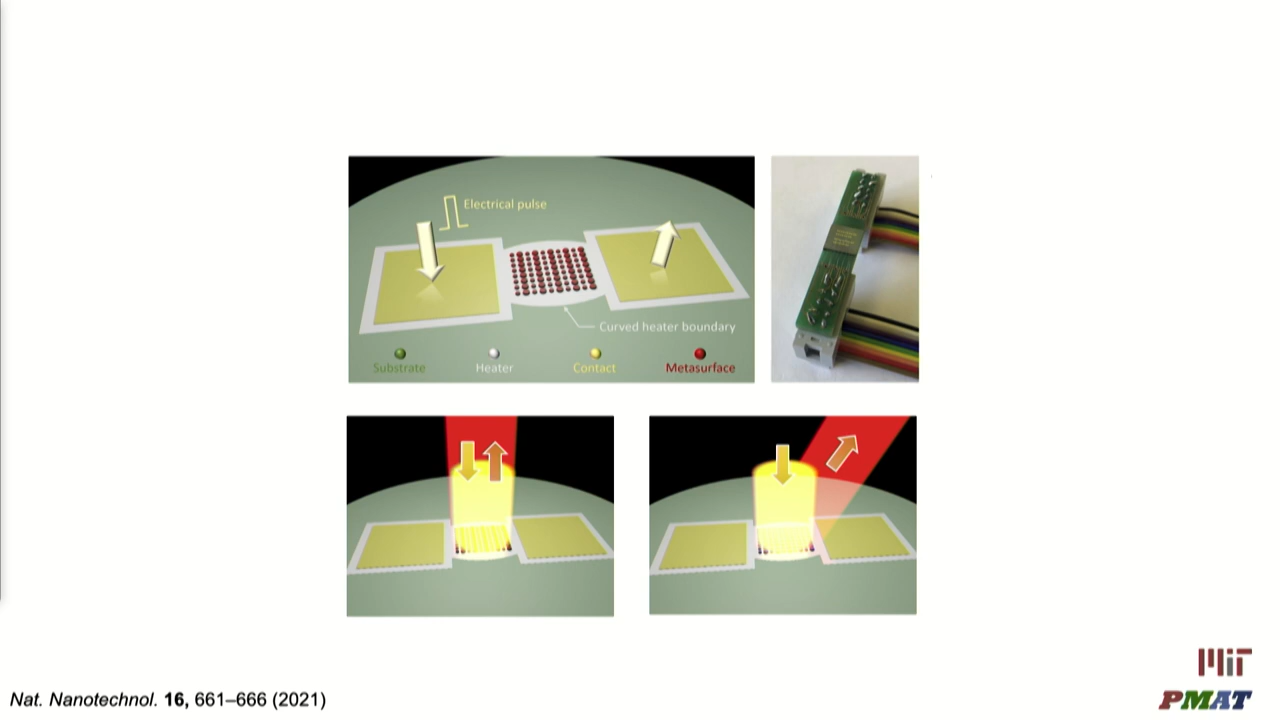 Electrical pulse
Curved heater boundary
Substrate
Heater
Contact
Metasurface
Nat. Nanotechnol. 16, 661–666 (2021)
MIT
PMAT